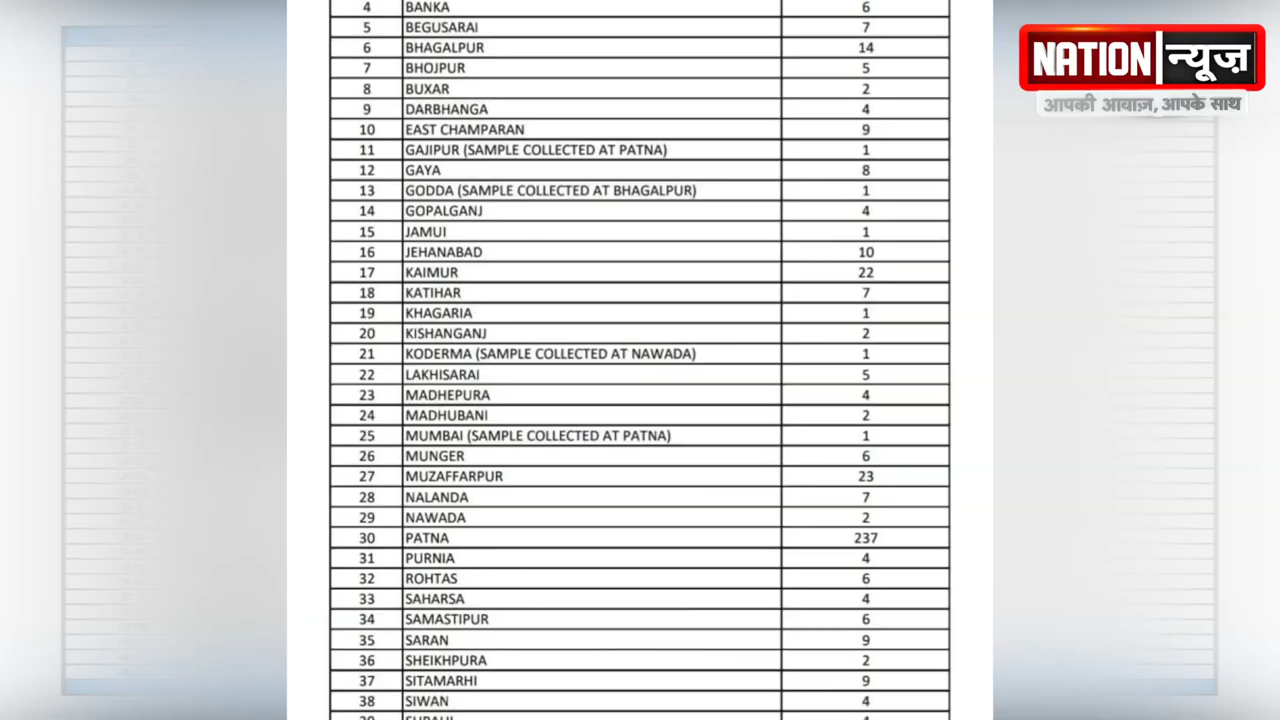 4 BANKA 6
5 BEGUSARAI 7
6 BHAGALPUR 14
7 BHOJPUR 5
8 BUXAR 2
9 DARBHANGA 4
10 EAST CHAMPARAN 9
11 GAJIPUR (SAMPLE COLLECTED AT PATNA) 1
12 GAYA 8
13 GODDA (SAMPLE COLLECTED AT BHAGALPUR) 1
14 GOPALGANJ 4
15 JAMUI 1
16 JEHANABAD 10
17 KAIMUR 22
18 KATIHAR 7
19 KHAGARIA 1
20 KISHANGANJ 2
21 KODERMA (SAMPLE COLLECTED AT NAWADA) 1
22 LAKHISARAI 5
23 MADHEPURA 4
24 MADHUBANI 2
25 MUMBAI (SAMPLE COLLECTED AT PATNA) 1
26 MUNGER 6
27 MUZAFFARPUR 23
28 NALANDA 7
29 NAWADA 2
30 PATNA 237
31 PURNIA 4
32 ROHTAS 6
33 SAHARSA 4
34 SAMASTIPUR 6
35 SARAN 9
36 SHEIKHPURA 2
37 SITAMARHI 9
38 SIWAN 4
NATION न्यूज़
आपकी आवाज़, आपके साथ